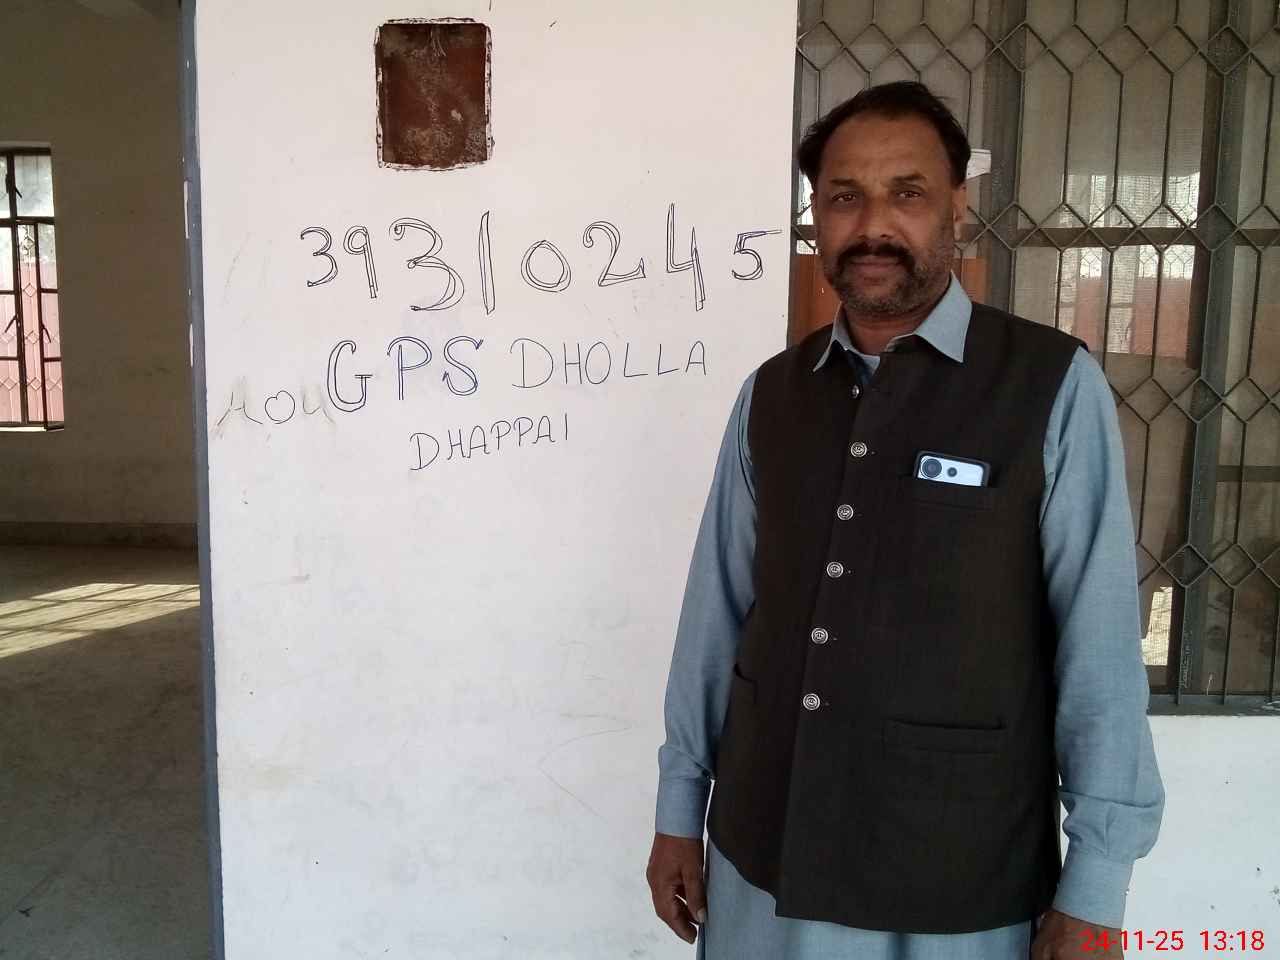 39310245
GPS DHOLLA
DHAPPAI
24-11-25 13:18